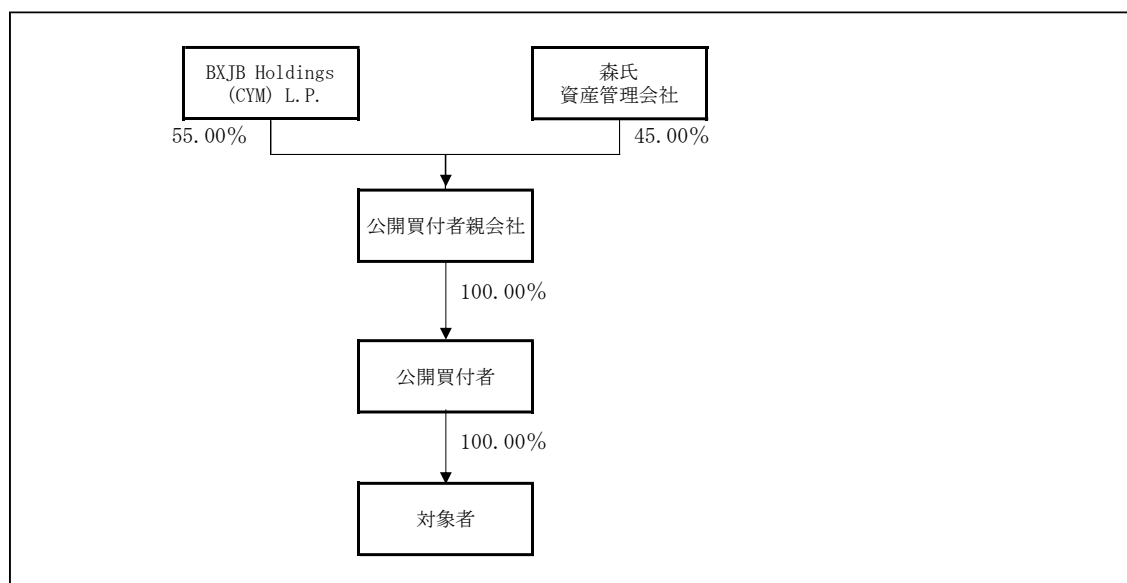 BXJB Holdings
(CYM) L.P.
森氏
資産管理会社
55.00%
45.00%
公開買付者親会社
100.00%
公開買付者
100.00%
対象者